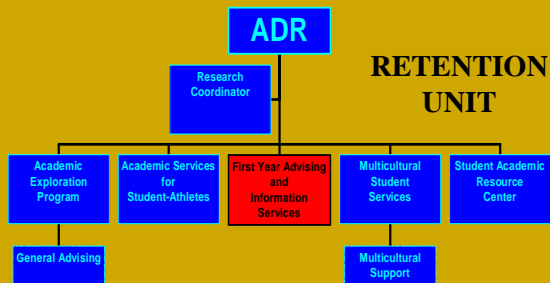 ADR
RETENTION
UNIT
Research
Coordinator
Academic
Exploration
Program
Academic Services
for
Student-Athletes
First Year Advising
and
Information
Services
Multicultural
Student
Services
Student Academic
Resource
Center
General Advising
Multicultural
Support